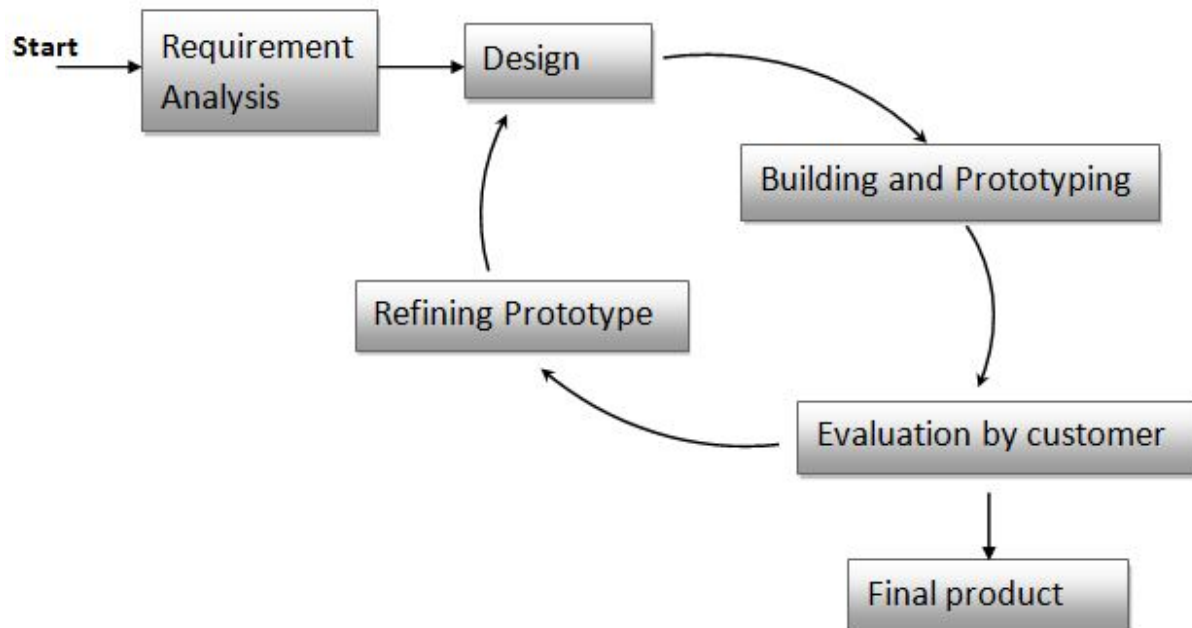 Start
Requirement
Analysis
Design
Building and Prototyping
Refining Prototype
Evaluation by customer
Final product